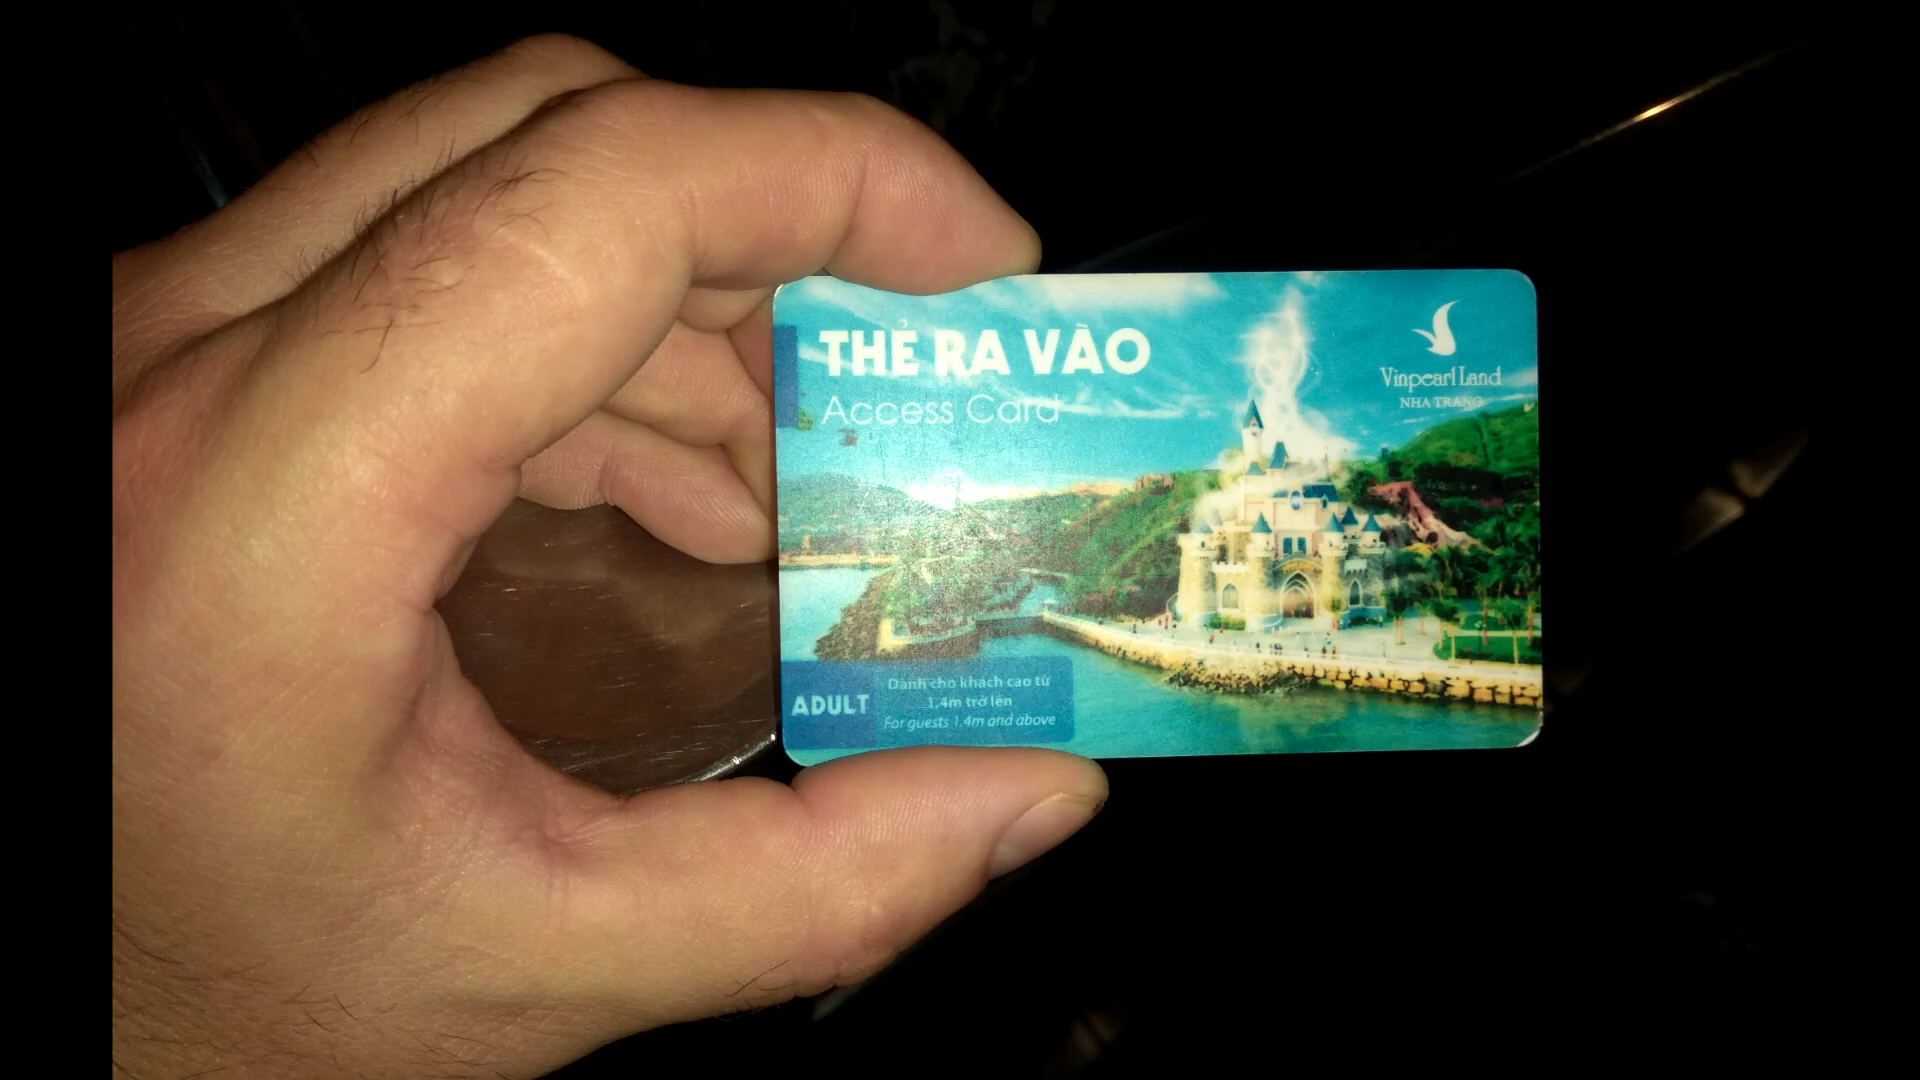 THẺ RA VÀO
Access Card
Vinpearl Land
NHA TRANG
ADULT
Dành cho khách cao từ
1.4m trở lên
For guests 1.4m and above